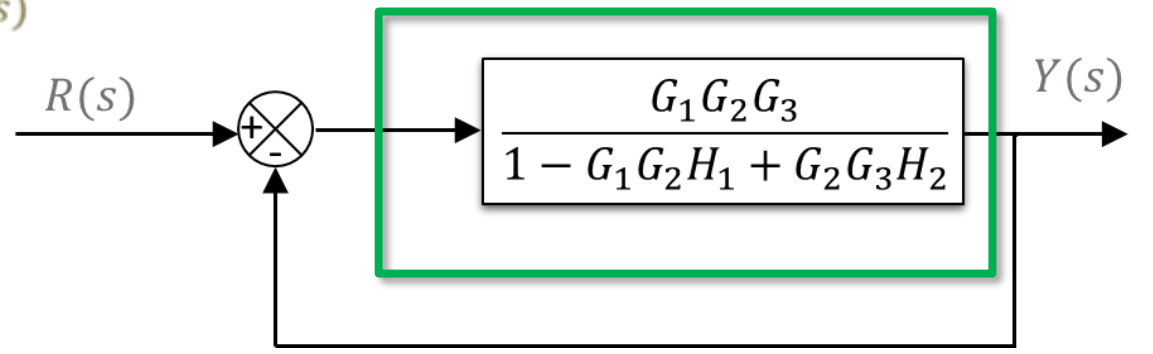 s)
R(s)
+
-
G₁G₂G₃
1 − G₁G₂H₁ + G₂G₃H₂
Y(s)